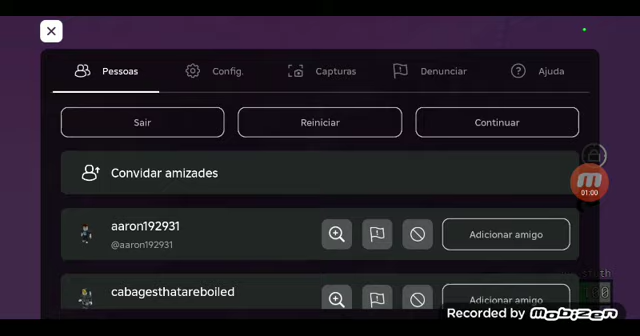 Pessoas
Config.
Capturas
Denunciar
Ajuda
Sair
Reiniciar
Continuar
Convidar amizades
aaron192931
@aaron192931
Adicionar amigo
01:00
cabagesthatareboiled
Adicionar amigo
100
Recorded by Mobizen